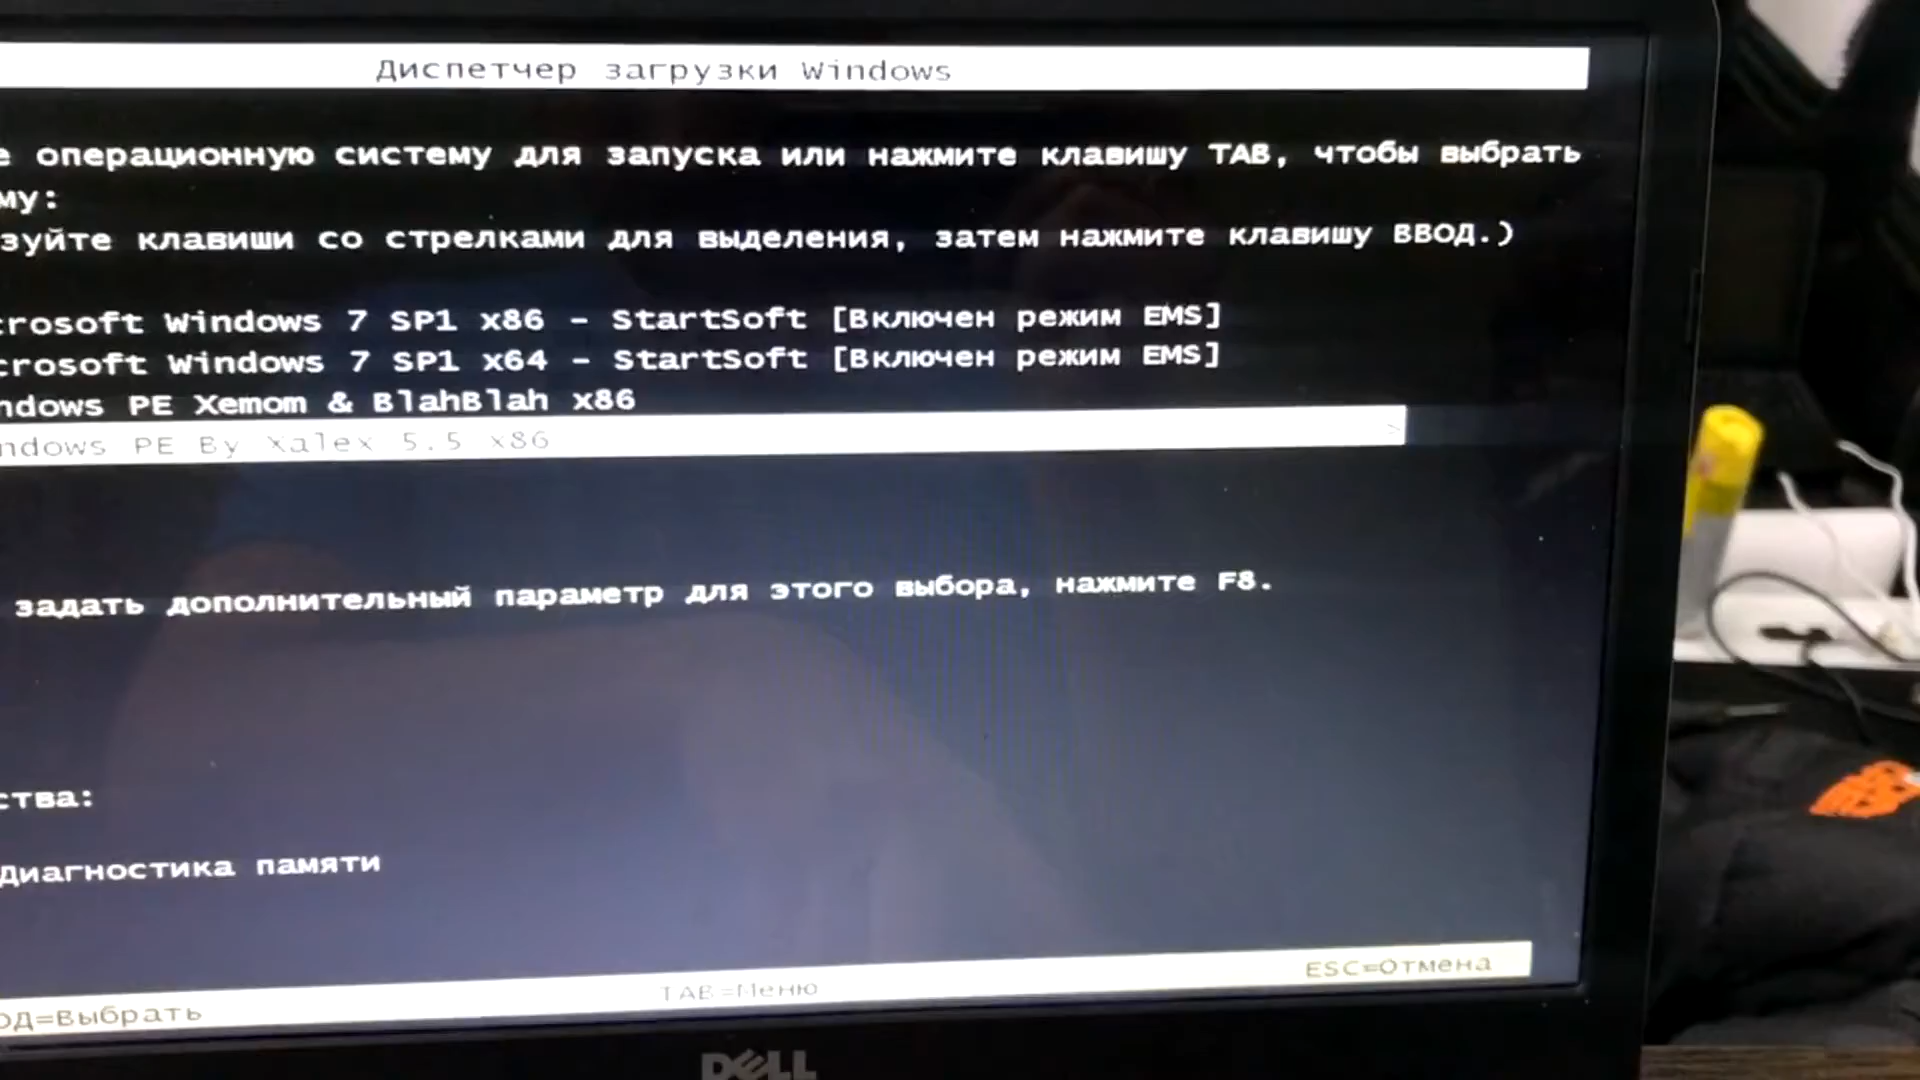 Диспетчер загрузки Windows
е операционную систему для запуска или нажмите клавишу TAB, чтобы выбрать
му:
зуйте клавиши со стрелками для выделения, затем нажмите клавишу ВВОД.)
crosoft Windows 7 SP1 x86 - StartSoft [Включен режим EMS]
crosoft Windows 7 SP1 x64 - StartSoft [Включен режим EMS]
ndows PE Xemom & BlahBlah x86
ndows PE By Xalex 5.5 x86 >
задать дополнительный параметр для этого выбора, нажмите F8.
ства:
Диагностика памяти
ОД=Выбрать TAB=Меню ESC=Отмена
DELL